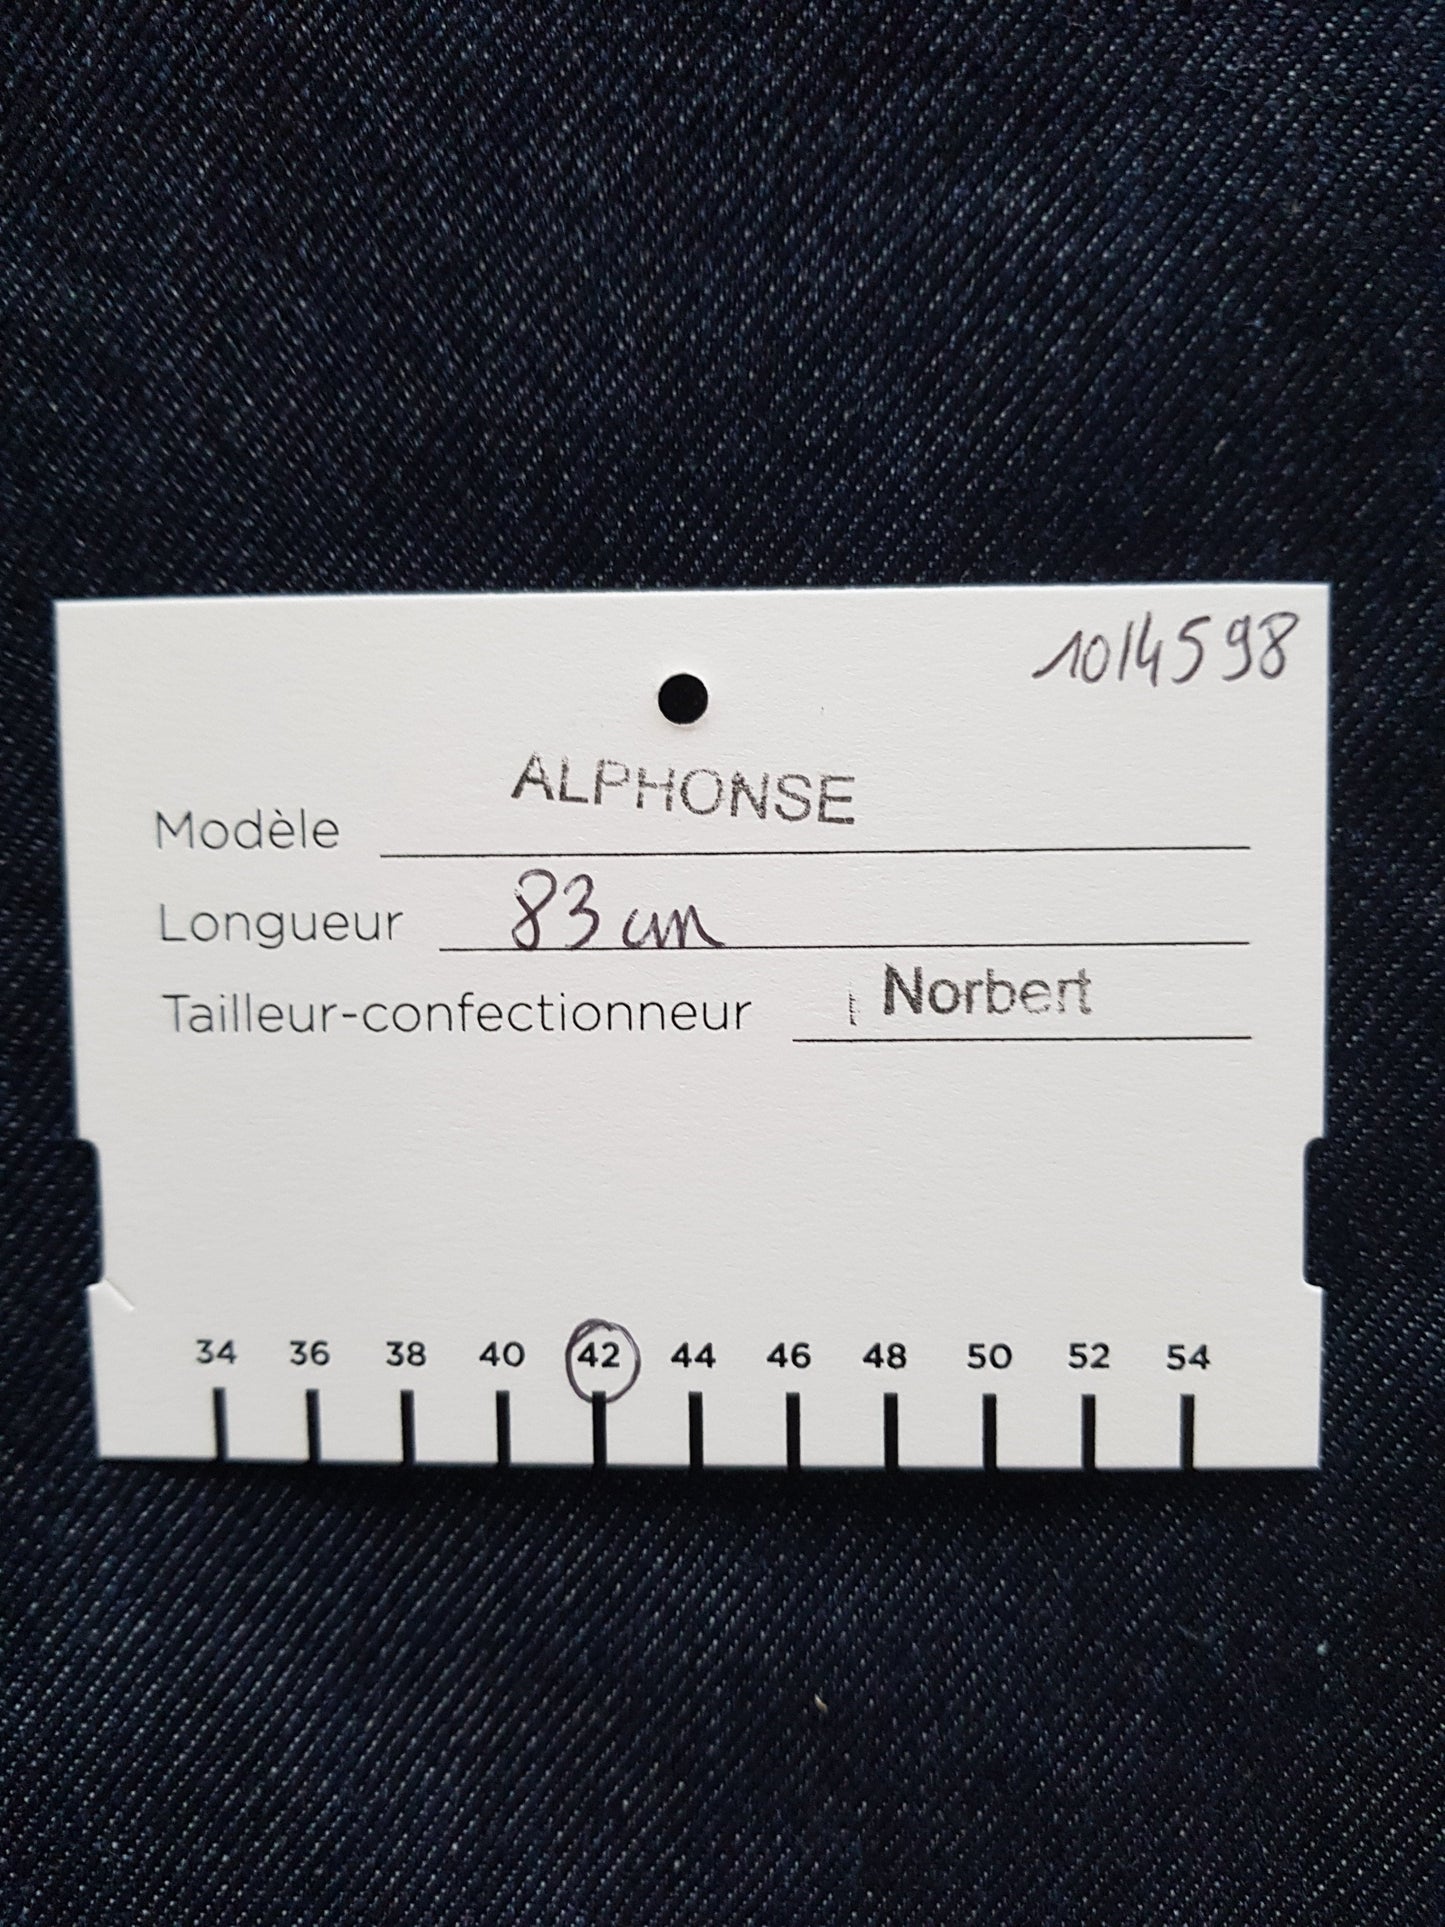 1014598
Modèle ALPHONSE
Longueur 83 cm
Tailleur-confectionneur Norbert
34 36 38 40 42 44 46 48 50 52 54